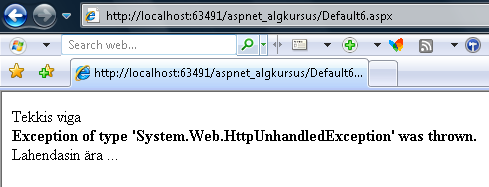 http://localhost:63491/aspnet_algkursus/Default6.aspx
Search web...
http://localhost:63491/aspnet_algkursus/Default6...
Tekkis viga
Exception of type 'System.Web.HttpUnhandledException' was thrown.
Lahendasin ära ...